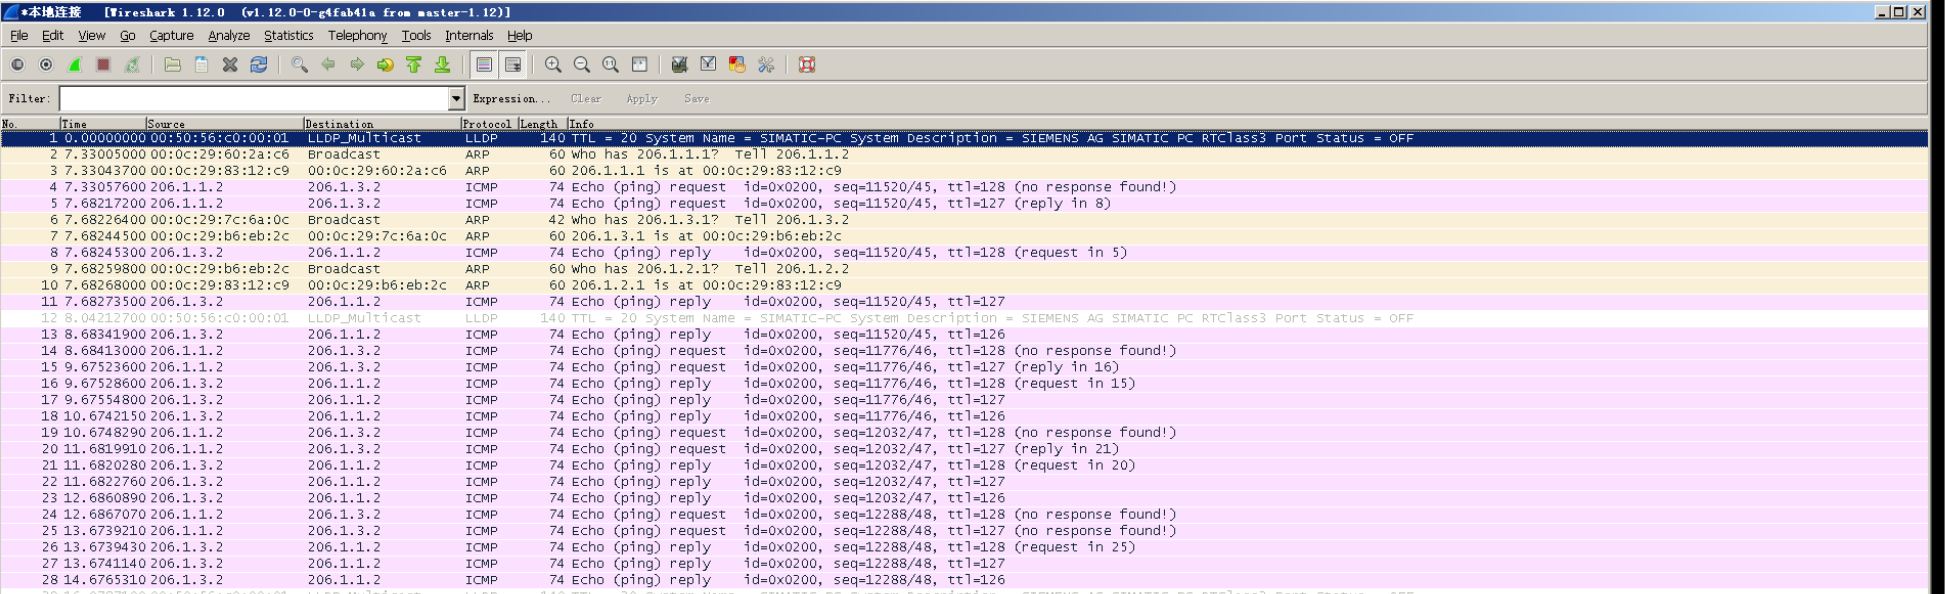 *本地连接 [Wireshark 1.12.0 (v1.12.0-0-g4fab41a from master-1.12)]
File Edit View Go Capture Analyze Statistics Telephony Tools Internals Help
Filter: Expression... Clear Apply Save
No. Time Source Destination Protocol Length Info
1 0.00000000 00:50:56:c0:00:01 LLDP_Multicast LLDP 140 TTL = 20 System Name = SIMATIC-PC System Description = SIEMENS AG SIMATIC PC RTClass3 Port Status = OFF
2 7.33005000 00:0c:29:60:2a:c6 Broadcast ARP 60 Who has 206.1.1.1? Tell 206.1.1.2
3 7.33043700 00:0c:29:83:12:c9 00:0c:29:60:2a:c6 ARP 60 206.1.1.1 is at 00:0c:29:83:12:c9
4 7.33057600 206.1.1.2 206.1.3.2 ICMP 74 Echo (ping) request id=0x0200, seq=11520/45, ttl=128 (no response found!)
5 7.68217200 206.1.1.2 206.1.3.2 ICMP 74 Echo (ping) request id=0x0200, seq=11520/45, ttl=127 (reply in 8)
6 7.68226400 00:0c:29:7c:6a:0c Broadcast ARP 42 Who has 206.1.3.1? Tell 206.1.3.2
7 7.68244500 00:0c:29:b6:eb:2c 00:0c:29:7c:6a:0c ARP 60 206.1.3.1 is at 00:0c:29:b6:eb:2c
8 7.68245300 206.1.3.2 206.1.1.2 ICMP 74 Echo (ping) reply id=0x0200, seq=11520/45, ttl=128 (request in 5)
9 7.68259800 00:0c:29:b6:eb:2c Broadcast ARP 60 Who has 206.1.2.1? Tell 206.1.2.2
10 7.68268000 00:0c:29:83:12:c9 00:0c:29:b6:eb:2c ARP 60 206.1.2.1 is at 00:0c:29:83:12:c9
11 7.68273500 206.1.3.2 206.1.1.2 ICMP 74 Echo (ping) reply id=0x0200, seq=11520/45, ttl=127
12 8.04212700 00:50:56:c0:00:01 LLDP_Multicast LLDP 140 TTL = 20 System Name = SIMATIC-PC System Description = SIEMENS AG SIMATIC PC RTClass3 Port Status = OFF
13 8.68341900 206.1.3.2 206.1.1.2 ICMP 74 Echo (ping) reply id=0x0200, seq=11520/45, ttl=126
14 8.68413000 206.1.1.2 206.1.3.2 ICMP 74 Echo (ping) request id=0x0200, seq=11776/46, ttl=128 (no response found!)
15 9.67523600 206.1.1.2 206.1.3.2 ICMP 74 Echo (ping) request id=0x0200, seq=11776/46, ttl=127 (reply in 16)
16 9.67528600 206.1.3.2 206.1.1.2 ICMP 74 Echo (ping) reply id=0x0200, seq=11776/46, ttl=128 (request in 15)
17 9.67554800 206.1.3.2 206.1.1.2 ICMP 74 Echo (ping) reply id=0x0200, seq=11776/46, ttl=127
18 10.6742150 206.1.3.2 206.1.1.2 ICMP 74 Echo (ping) reply id=0x0200, seq=11776/46, ttl=126
19 10.6748290 206.1.1.2 206.1.3.2 ICMP 74 Echo (ping) request id=0x0200, seq=12032/47, ttl=128 (no response found!)
20 11.6819910 206.1.1.2 206.1.3.2 ICMP 74 Echo (ping) request id=0x0200, seq=12032/47, ttl=127 (reply in 21)
21 11.6820280 206.1.3.2 206.1.1.2 ICMP 74 Echo (ping) reply id=0x0200, seq=12032/47, ttl=128 (request in 20)
22 11.6822760 206.1.3.2 206.1.1.2 ICMP 74 Echo (ping) reply id=0x0200, seq=12032/47, ttl=127
23 12.6860890 206.1.3.2 206.1.1.2 ICMP 74 Echo (ping) reply id=0x0200, seq=12032/47, ttl=126
24 12.6867070 206.1.1.2 206.1.3.2 ICMP 74 Echo (ping) request id=0x0200, seq=12288/48, ttl=128 (no response found!)
25 13.6739210 206.1.1.2 206.1.3.2 ICMP 74 Echo (ping) request id=0x0200, seq=12288/48, ttl=127 (no response found!)
26 13.6739430 206.1.3.2 206.1.1.2 ICMP 74 Echo (ping) reply id=0x0200, seq=12288/48, ttl=128 (request in 25)
27 13.6741140 206.1.3.2 206.1.1.2 ICMP 74 Echo (ping) reply id=0x0200, seq=12288/48, ttl=127
28 14.6765310 206.1.3.2 206.1.1.2 ICMP 74 Echo (ping) reply id=0x0200, seq=12288/48, ttl=126